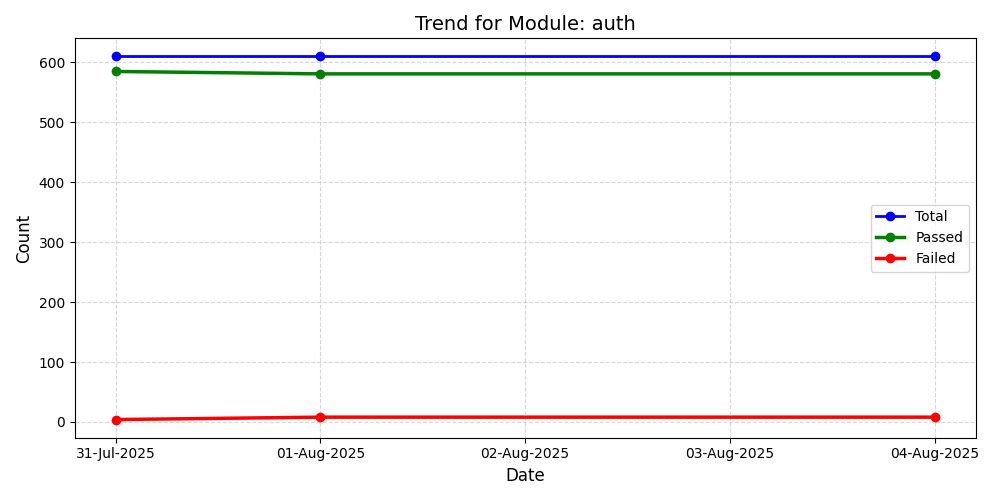 Trend for Module: auth
600
500
400
300
200
100
0
Count
Total
Passed
Failed
31-Jul-2025
01-Aug-2025
02-Aug-2025
03-Aug-2025
04-Aug-2025
Date